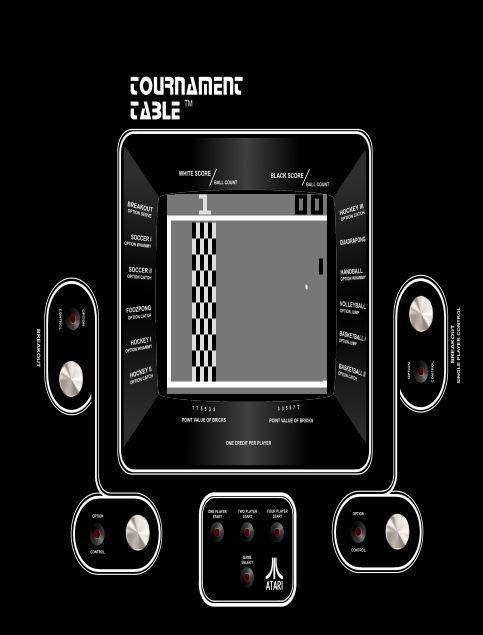 TOURNAMENT
TABLE TM
WHITE SCORE / BALL COUNT
BLACK SCORE / BALL COUNT
1
0 0
BREAKOUT
OPTION SERVE
SOCCER I
OPTION WHAMMY
SOCCER II
OPTION CATCH
FOOZPONG
OPTION CATCH
HOCKEY I
OPTION WHAMMY
HOCKEY II
OPTION CATCH
HOCKEY III
OPTION CATCH
QUADRAPONG
HANDBALL
OPTION WHAMMY
VOLLEYBALL
OPTION JUMP
BASKETBALL I
OPTION JUMP
BASKETBALL II
OPTION CATCH
7 7 5 5 3 3
POINT VALUE OF BRICKS
3 3 5 5 7 7
POINT VALUE OF BRICKS
ONE CREDIT PER PLAYER
BREAKOUT
OPTION
CONTROL
BREAKOUT
SINGLE PLAYER CONTROL
OPTION
CONTROL
OPTION
CONTROL
ONE PLAYER
START
TWO PLAYER
START
FOUR PLAYER
START
GAME
SELECT
ATARI
OPTION
CONTROL